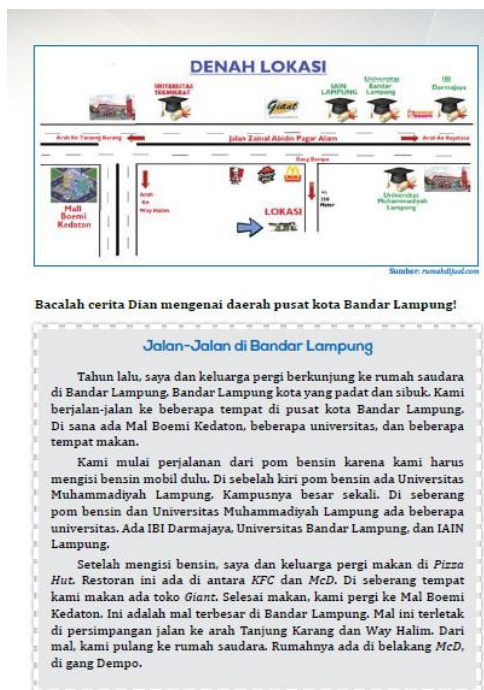 DENAH LOKASI
UNIVERSITAS
TEKNOKRAT
Giant
IAIN
LAMPUNG
Universitas
Bandar
Lampung
IBI
Darmajaya
Arah Ke Tanjung Karang
Jalan Zainal Abidin Pagar Alam
Arah Ke Rajabasa
Gang Dempo
Mall
Boemi
Kedaton
Arah
Ke
Way Halim
KFC
LOKASI
150
Meter
Universitas
Muhammadiyah
Lampung
Sumber: rumahdijual.com
Bacalah cerita Dian mengenai daerah pusat kota Bandar Lampung!
Jalan-Jalan di Bandar Lampung
Tahun lalu, saya dan keluarga pergi berkunjung ke rumah saudara
di Bandar Lampung. Bandar Lampung kota yang padat dan sibuk. Kami
berjalan-jalan ke beberapa tempat di pusat kota Bandar Lampung.
Di sana ada Mal Boemi Kedaton, beberapa universitas, dan beberapa
tempat makan.
Kami mulai perjalanan dari pom bensin karena kami harus
mengisi bensin mobil dulu. Di sebelah kiri pom bensin ada Universitas
Muhammadiyah Lampung. Kampusnya besar sekali. Di seberang
pom bensin dan Universitas Muhammadiyah Lampung ada beberapa
universitas. Ada IBI Darmajaya, Universitas Bandar Lampung, dan IAIN
Lampung.
Setelah mengisi bensin, saya dan keluarga pergi makan di Pizza
Hut. Restoran ini ada di antara KFC dan McD. Di seberang tempat
kami makan ada toko Giant. Selesai makan, kami pergi ke Mal Boemi
Kedaton. Ini adalah mal terbesar di Bandar Lampung. Mal ini terletak
di persimpangan jalan ke arah Tanjung Karang dan Way Halim. Dari
mal, kami pulang ke rumah saudara. Rumahnya ada di belakang McD,
di gang Dempo.